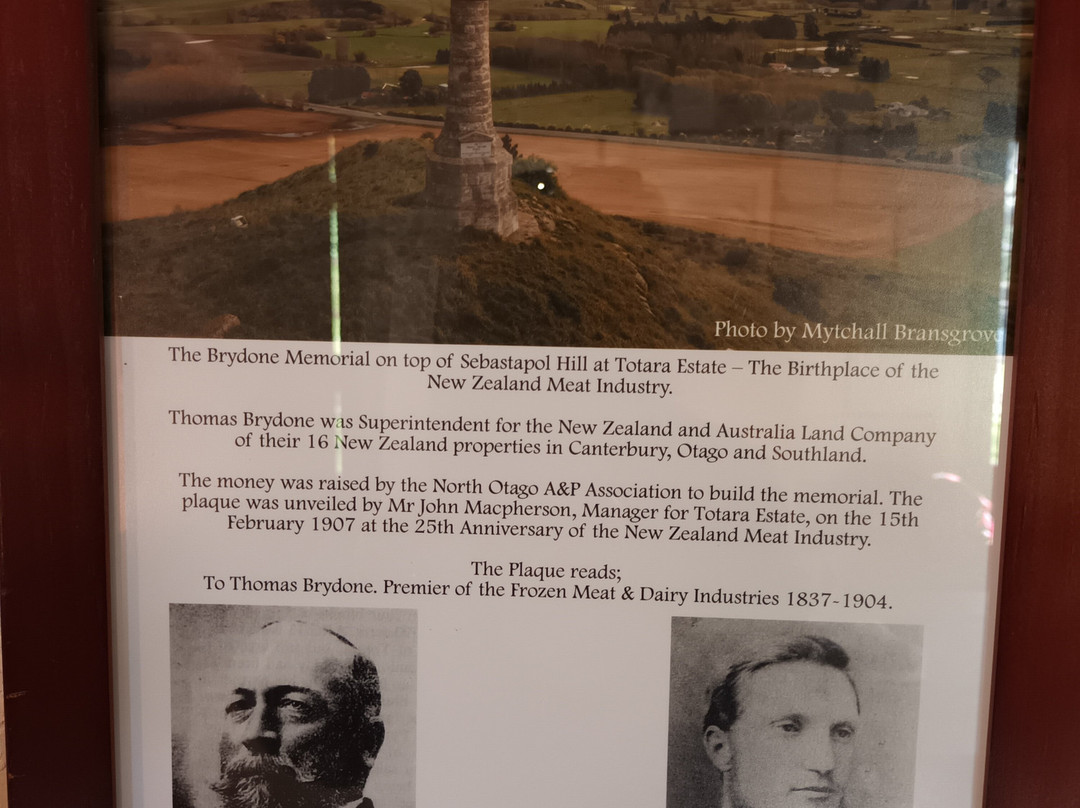 Photo by Mytchall Bransgrove
The Brydone Memorial on top of Sebastapol Hill at Totara Estate – The Birthplace of the
New Zealand Meat Industry.
Thomas Brydone was Superintendent for the New Zealand and Australia Land Company
of their 16 New Zealand properties in Canterbury, Otago and Southland.
The money was raised by the North Otago A&P Association to build the memorial. The
plaque was unveiled by Mr John Macpherson, Manager for Totara Estate, on the 15th
February 1907 at the 25th Anniversary of the New Zealand Meat Industry.
The Plaque reads;
To Thomas Brydone. Premier of the Frozen Meat & Dairy Industries 1837-1904.